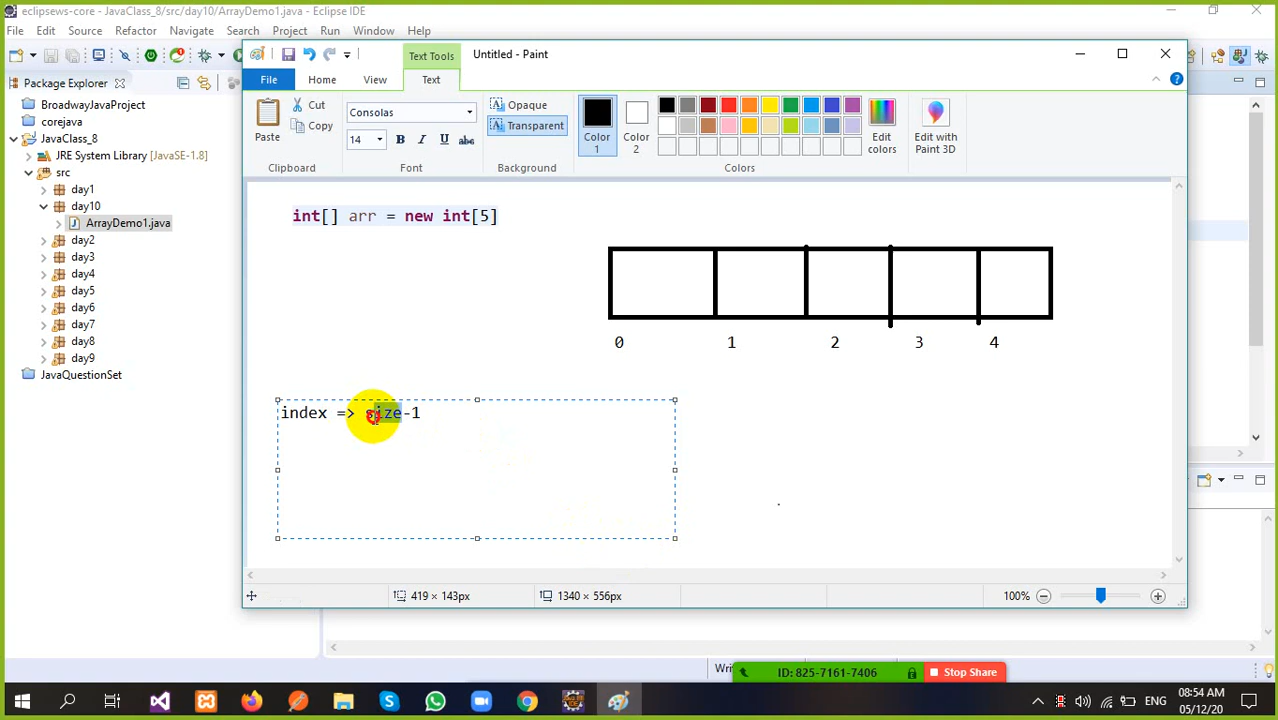 eclipsews-core - JavaClass_8/src/day10/ArrayDemo1.java - Eclipse IDE
File Edit Source Refactor Navigate Search Project Run Window Help
Package Explorer
BroadwayJavaProject
corejava
JavaClass_8
JRE System Library [JavaSE-1.8]
src
day1
day10
ArrayDemo1.java
day2
day3
day4
day5
day6
day7
day8
day9
JavaQuestionSet
Text Tools
Untitled - Paint
File Home View Text
Paste
Cut
Copy
Clipboard
Consolas
14
Font
Opaque
Transparent
Background
Color 1
Color 2
Edit colors
Colors
Edit with Paint 3D
int[] arr = new int[5]
0 1 2 3 4
index => size-1
419 × 143px
1340 × 556px
100%
ID: 825-7161-7406
Stop Share
ENG
08:54 AM
05/12/20